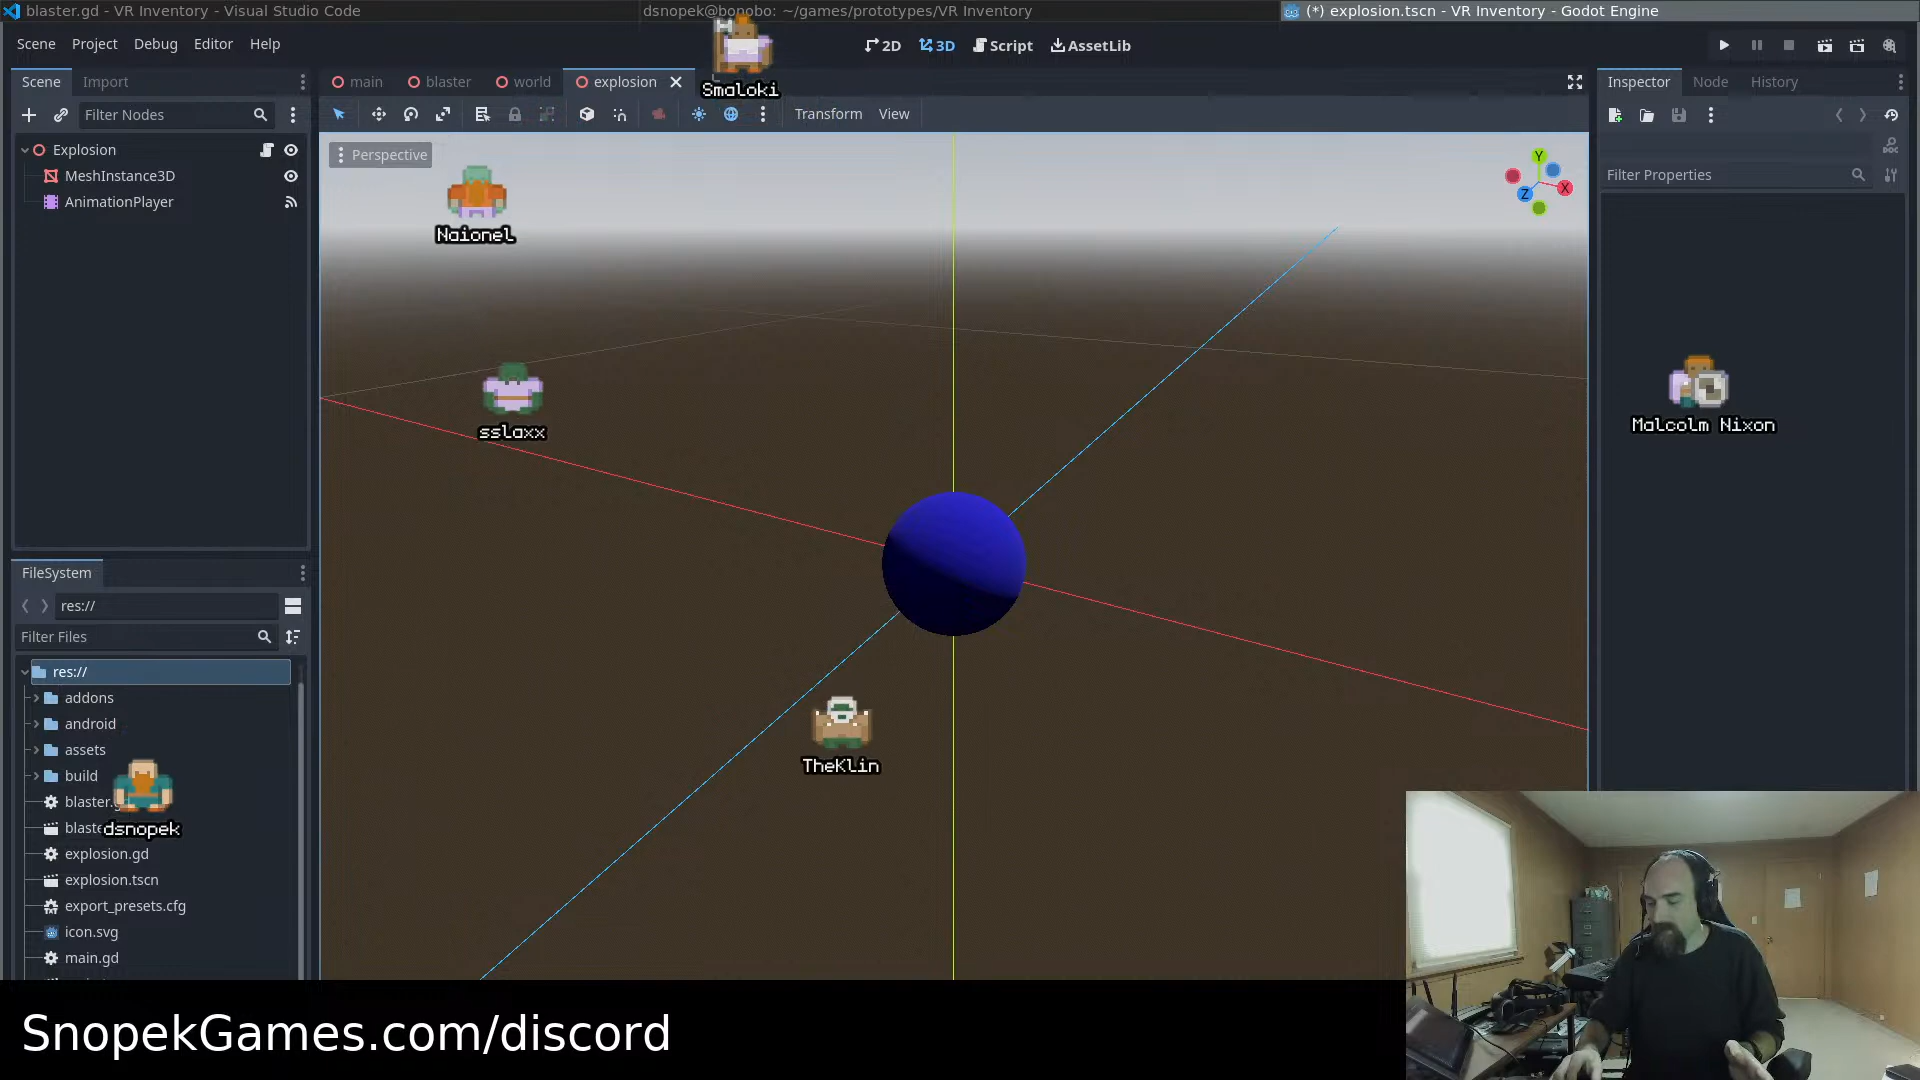 blaster.gd - VR Inventory - Visual Studio Code
dsnopek@bonobo: ~/games/prototypes/VR Inventory
(*) explosion.tscn - VR Inventory - Godot Engine
Scene Project Debug Editor Help
2D 3D Script AssetLib
Smaloki
Scene Import
main blaster world explosion
Inspector Node History
Filter Nodes
Transform View
Explosion
MeshInstance3D
AnimationPlayer
Perspective
Y
X
Z
Filter Properties
Naionel
sslaxx
Malcolm Nixon
TheKlin
FileSystem
res://
Filter Files
res://
addons
android
assets
build
blaster.g
blaste
dsnopek
explosion.gd
explosion.tscn
export_presets.cfg
icon.svg
main.gd
SnopekGames.com/discord